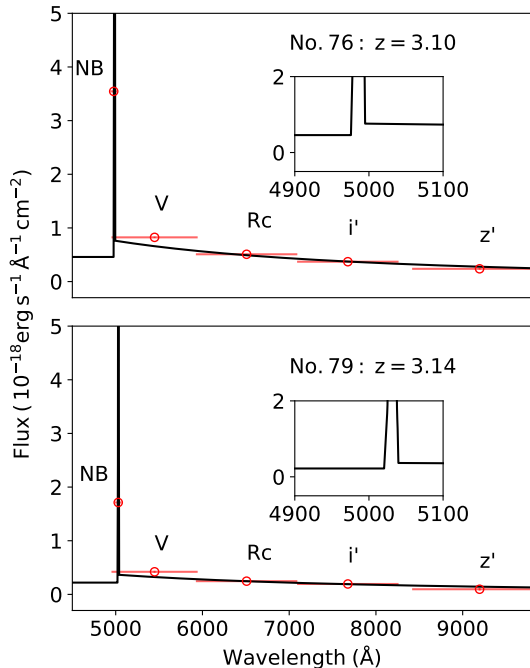 5
4
3
2
1
0
NB
V
Rc
i'
z'
No. 76 : z = 3.10
2
0
4900 5000 5100
Flux ( 10⁻¹⁸erg s⁻¹ Å⁻¹ cm⁻²)
5
4
3
2
1
0
NB
V
Rc
i'
z'
No. 79 : z = 3.14
2
0
4900 5000 5100
5000 6000 7000 8000 9000
Wavelength (Å)